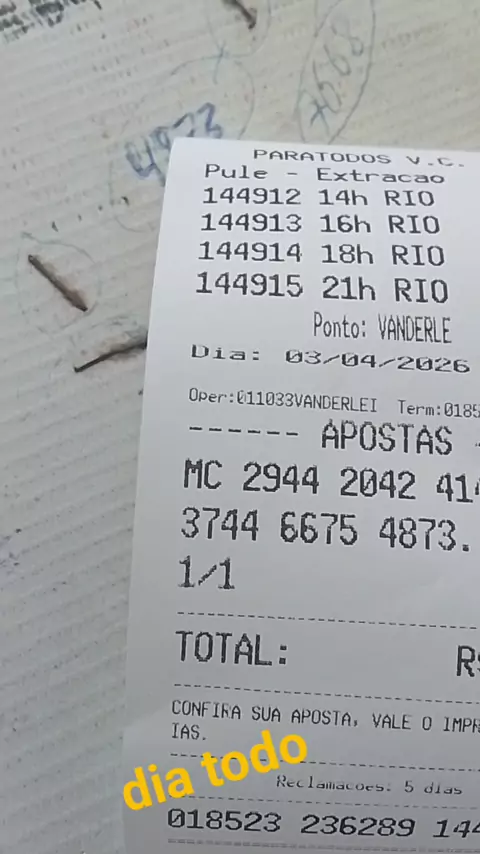 PARATODOS V.C.
Pule - Extracao
144912 14h RIO
144913 16h RIO
144914 18h RIO
144915 21h RIO
Ponto: VANDERLE
Dia: 03/04/2026
Oper:011033VANDERLEI Term:0185
------ APOSTAS -
MC 2944 2042 414
3744 6675 4873.
1/1
TOTAL: R$
CONFIRA SUA APOSTA, VALE O IMPR
IAS.
dia todo
Reclamacoes: 5 dias
018523 236289 144